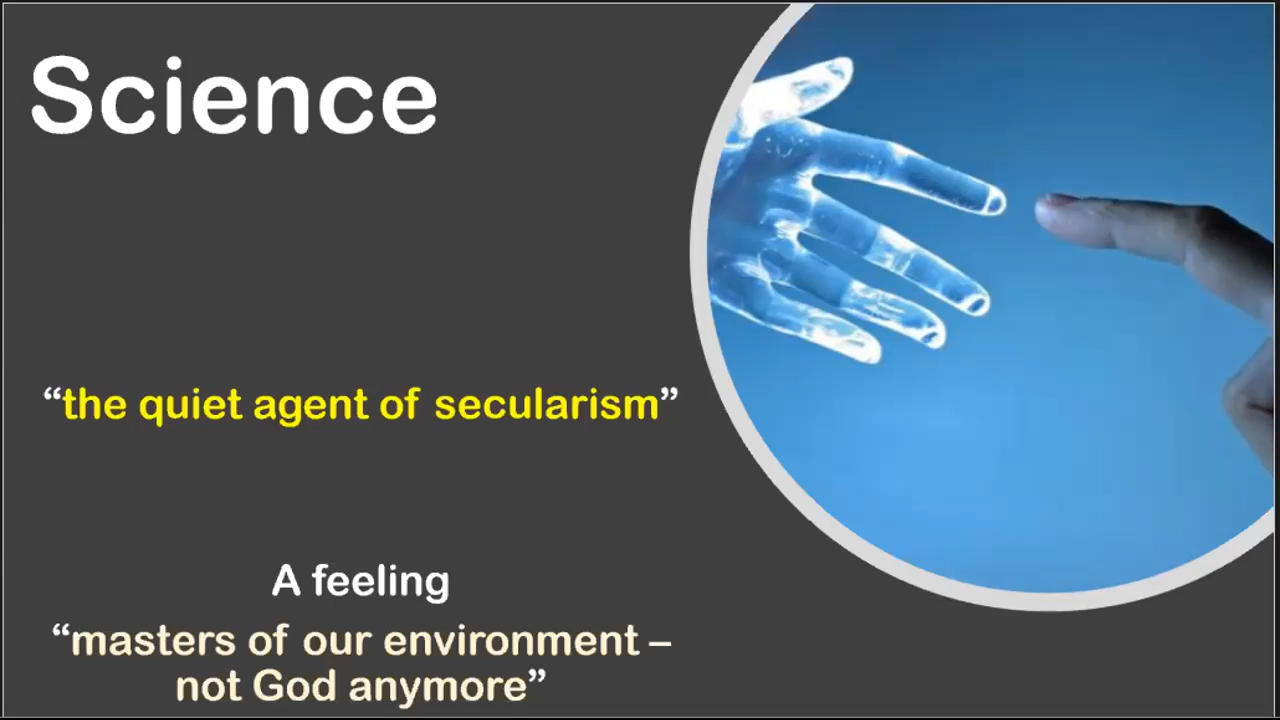 Science
“the quiet agent of secularism”
A feeling
“masters of our environment –
not God anymore”